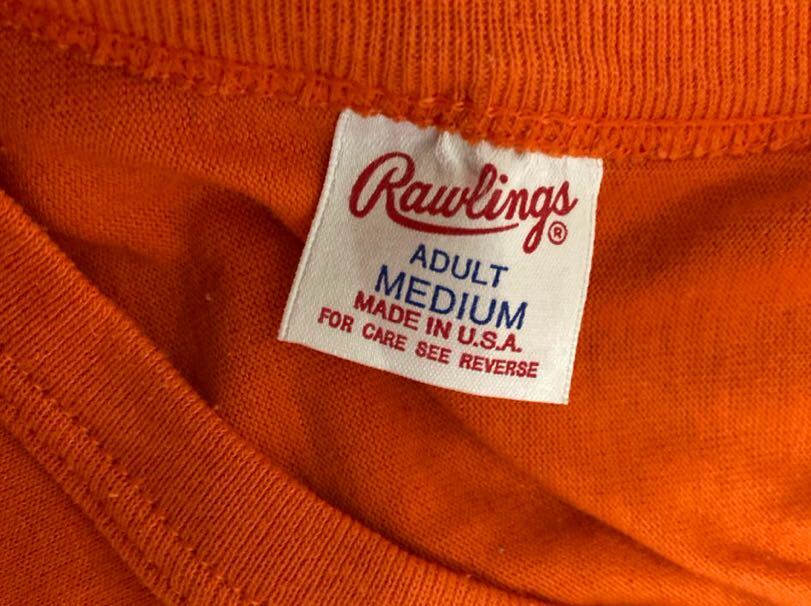 Rawlings®
ADULT
MEDIUM
MADE IN U.S.A.
FOR CARE SEE REVERSE